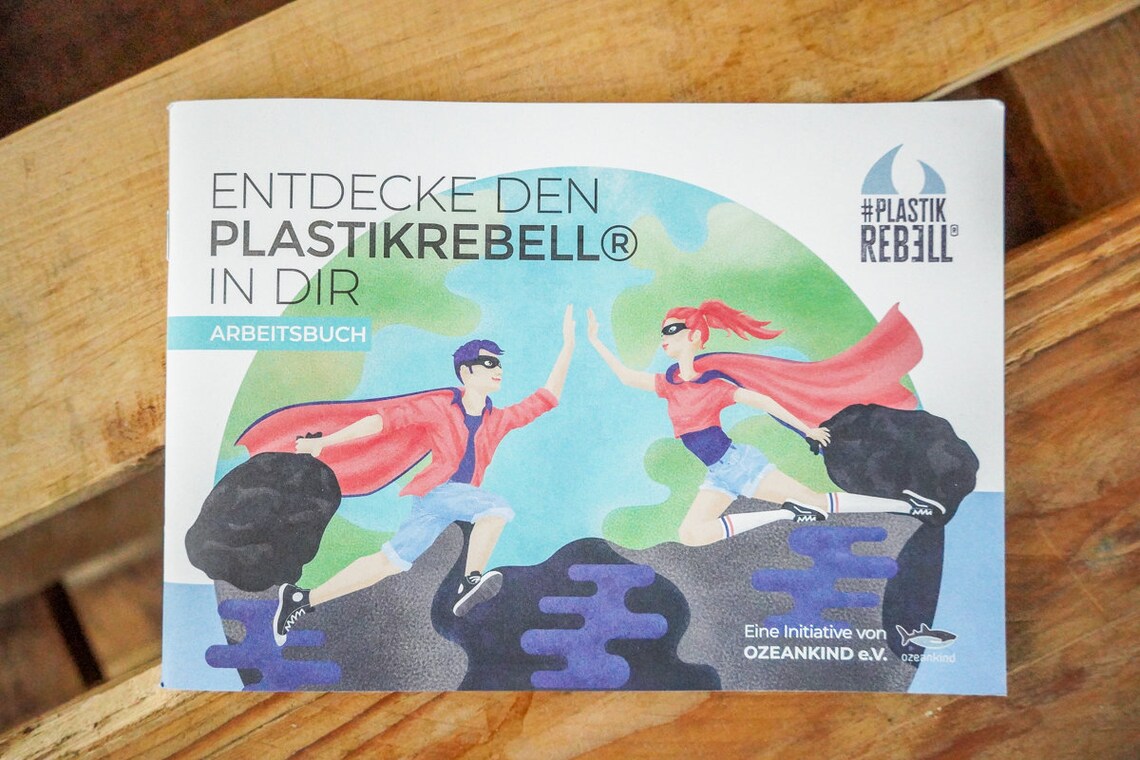 ENTDECKE DEN
PLASTIKREBELL®
IN DIR
ARBEITSBUCH
#PLASTIK
REBELL®
Eine Initiative von
OZEANKIND e.V.
ozeankind